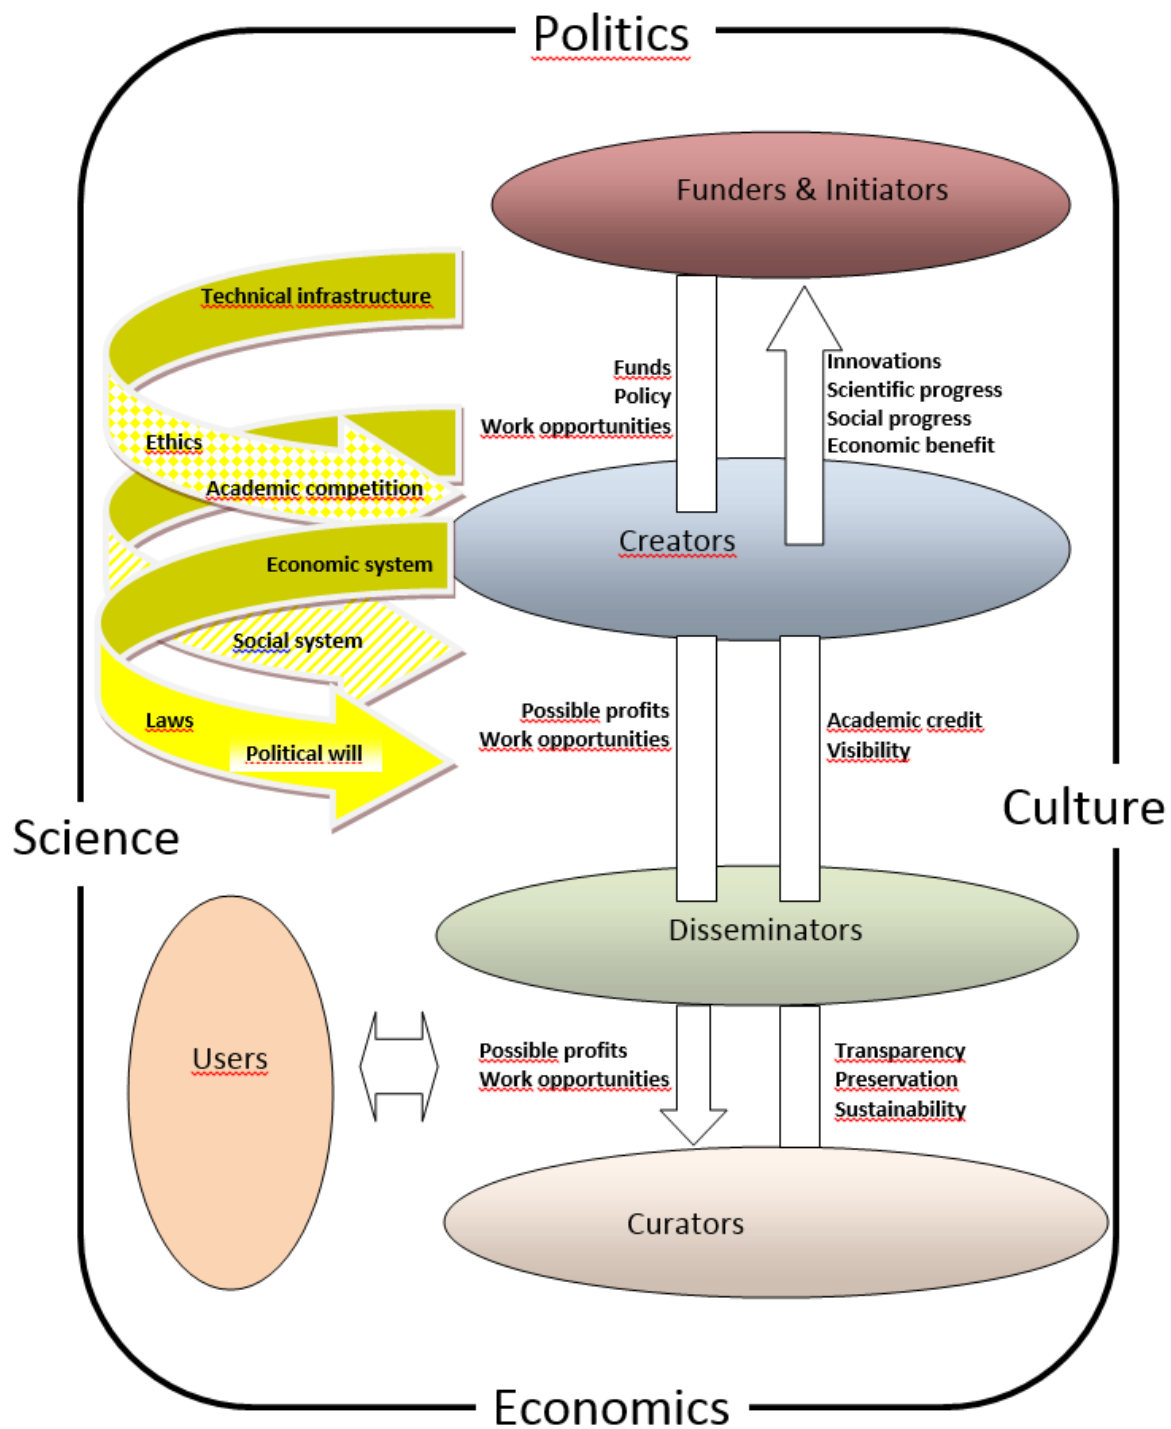 Politics
Funders & Initiators
Technical infrastructure
Funds
Policy
Work opportunities
Innovations
Scientific progress
Social progress
Economic benefit
Ethics
Academic competition
Creators
Economic system
Social system
Laws
Political will
Possible profits
Work opportunities
Academic credit
Visibility
Science
Culture
Disseminators
Users
Possible profits
Work opportunities
Transparency
Preservation
Sustainability
Curators
Economics